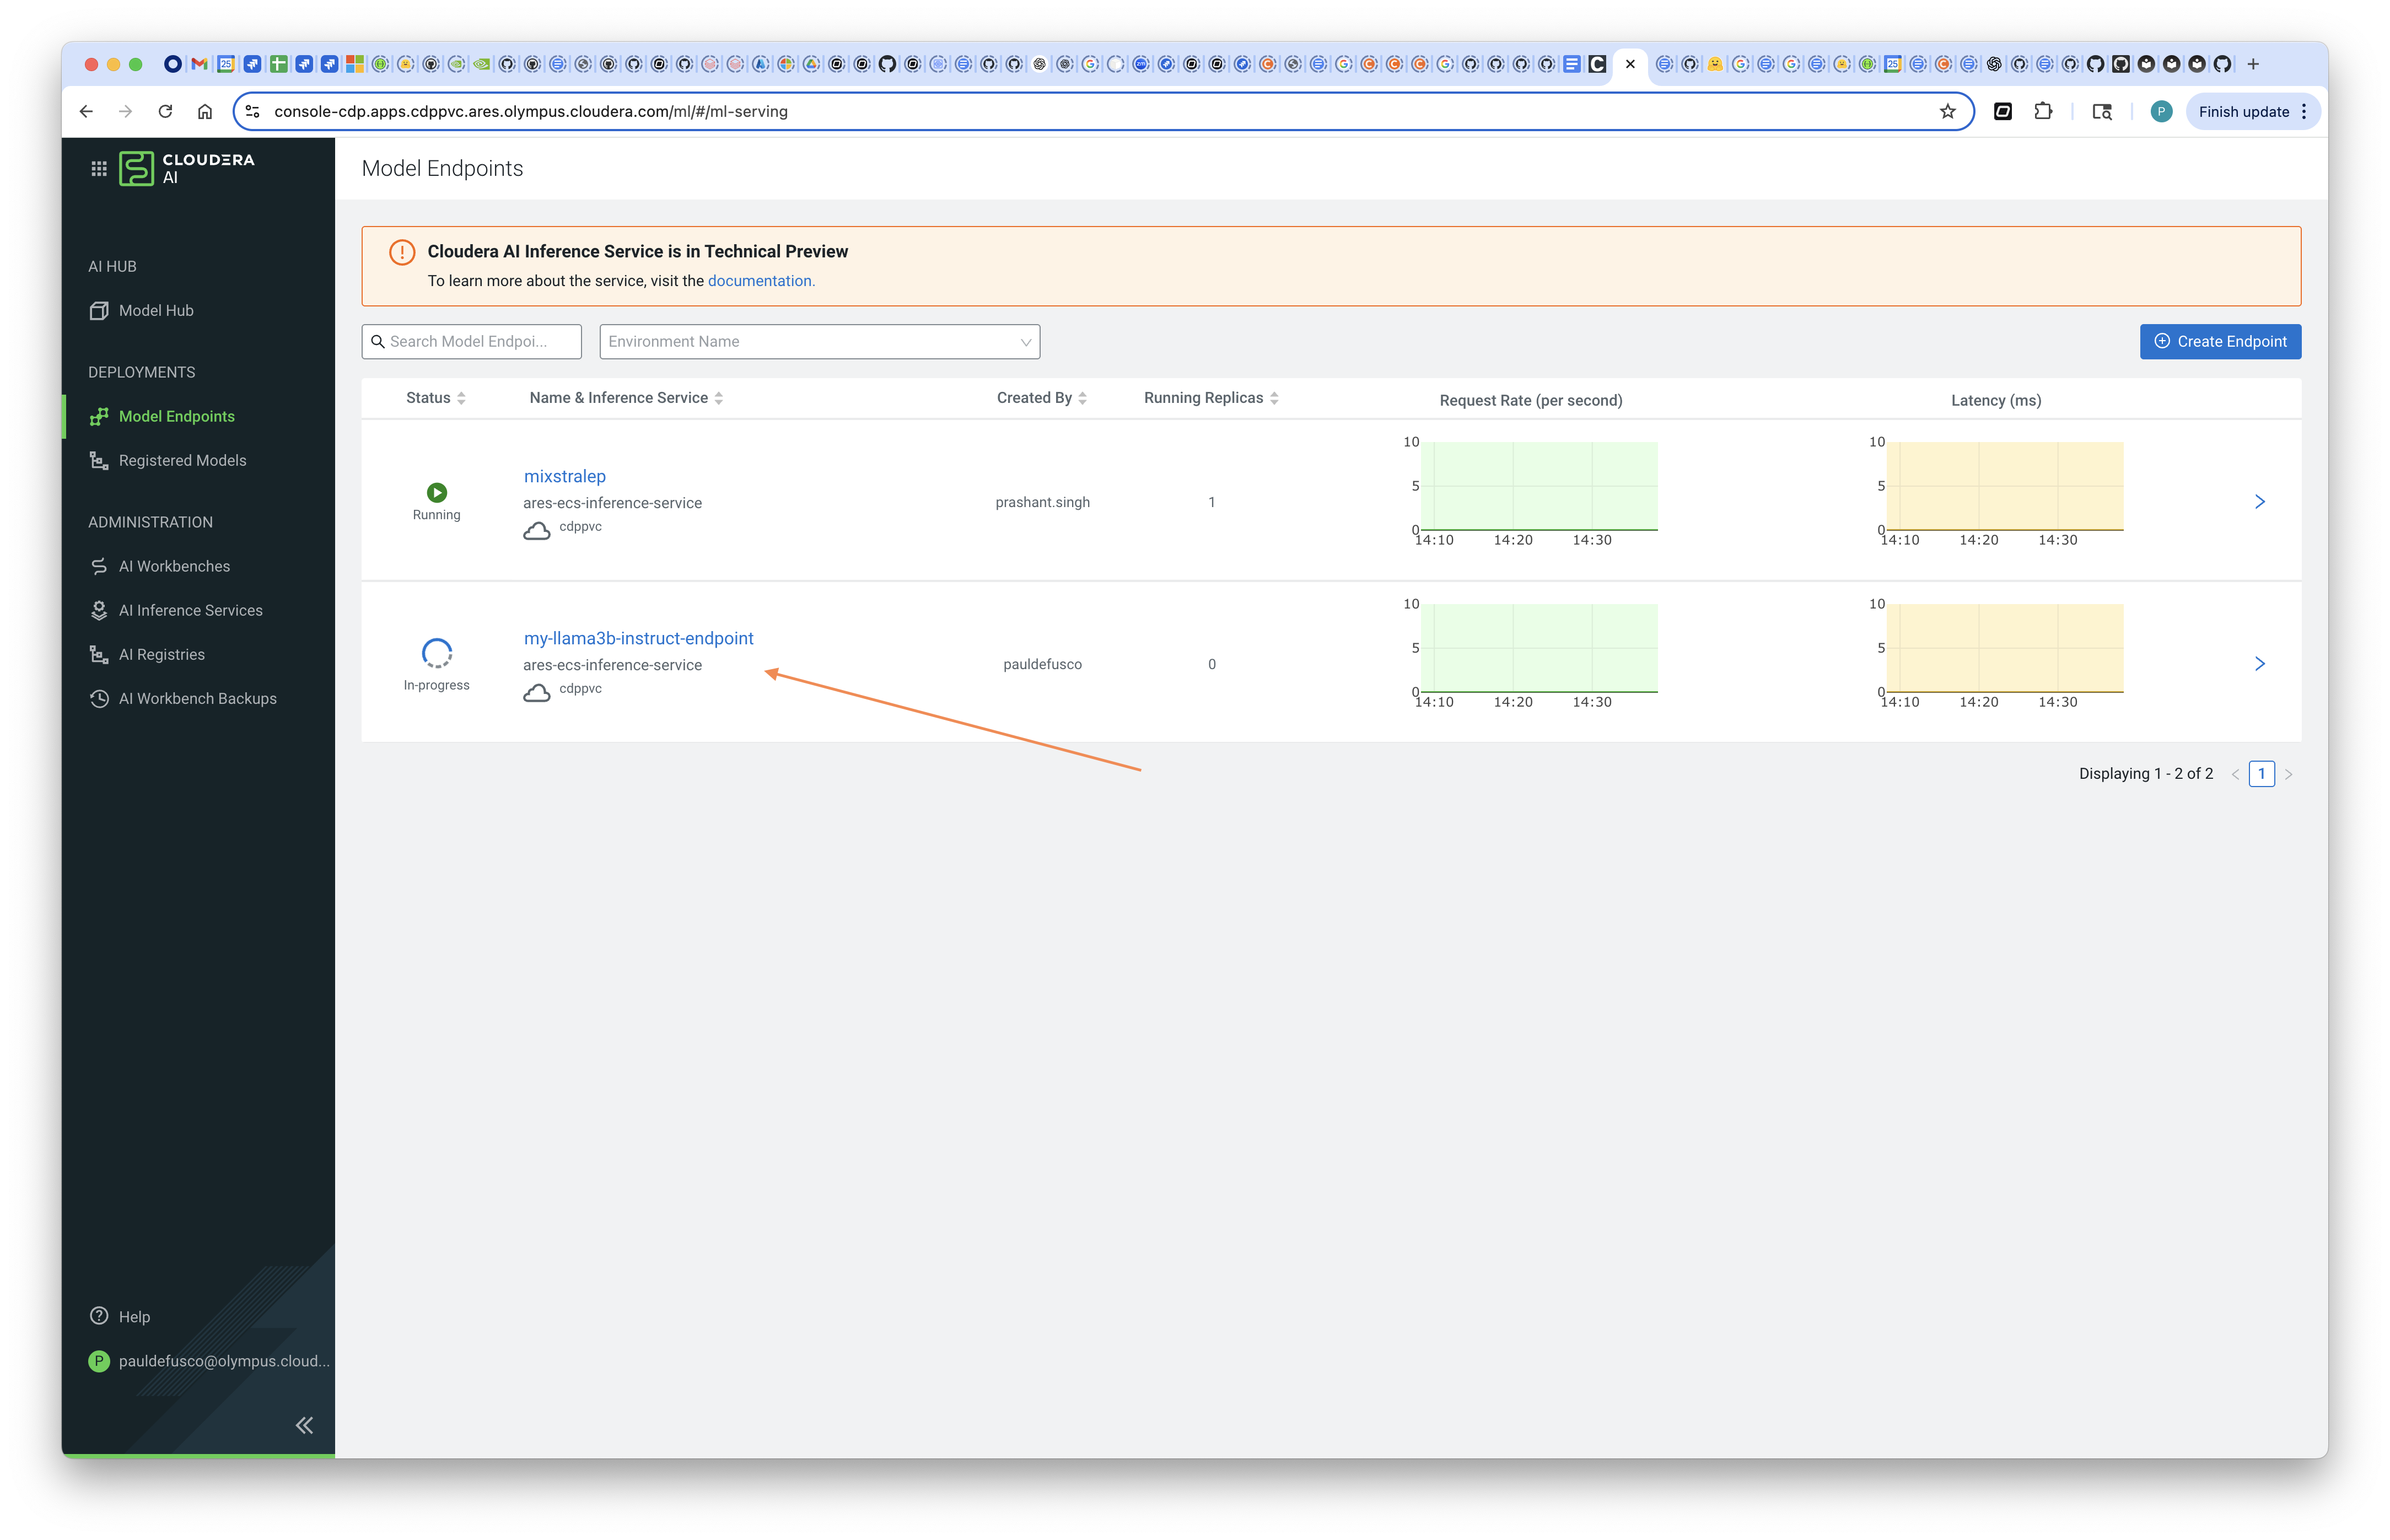 console-cdp.apps.cdppvc.ares.olympus.cloudera.com/ml/#/ml-serving
P
Finish update
CLOUDERA
AI
AI HUB
Model Hub
DEPLOYMENTS
Model Endpoints
Registered Models
ADMINISTRATION
AI Workbenches
AI Inference Services
AI Registries
AI Workbench Backups
Help
P
pauldefusco@olympus.cloud...
Model Endpoints
Cloudera AI Inference Service is in Technical Preview
To learn more about the service, visit the documentation.
Search Model Endpoi...
Environment Name
Create Endpoint
Status
Name & Inference Service
Created By
Running Replicas
Request Rate (per second)
Latency (ms)
Running
mixstralep
ares-ecs-inference-service
cdppvc
prashant.singh
1
10
5
0
14:10 14:20 14:30
10
5
0
14:10 14:20 14:30
In-progress
my-llama3b-instruct-endpoint
ares-ecs-inference-service
cdppvc
pauldefusco
0
10
5
0
14:10 14:20 14:30
10
5
0
14:10 14:20 14:30
Displaying 1 - 2 of 2
1